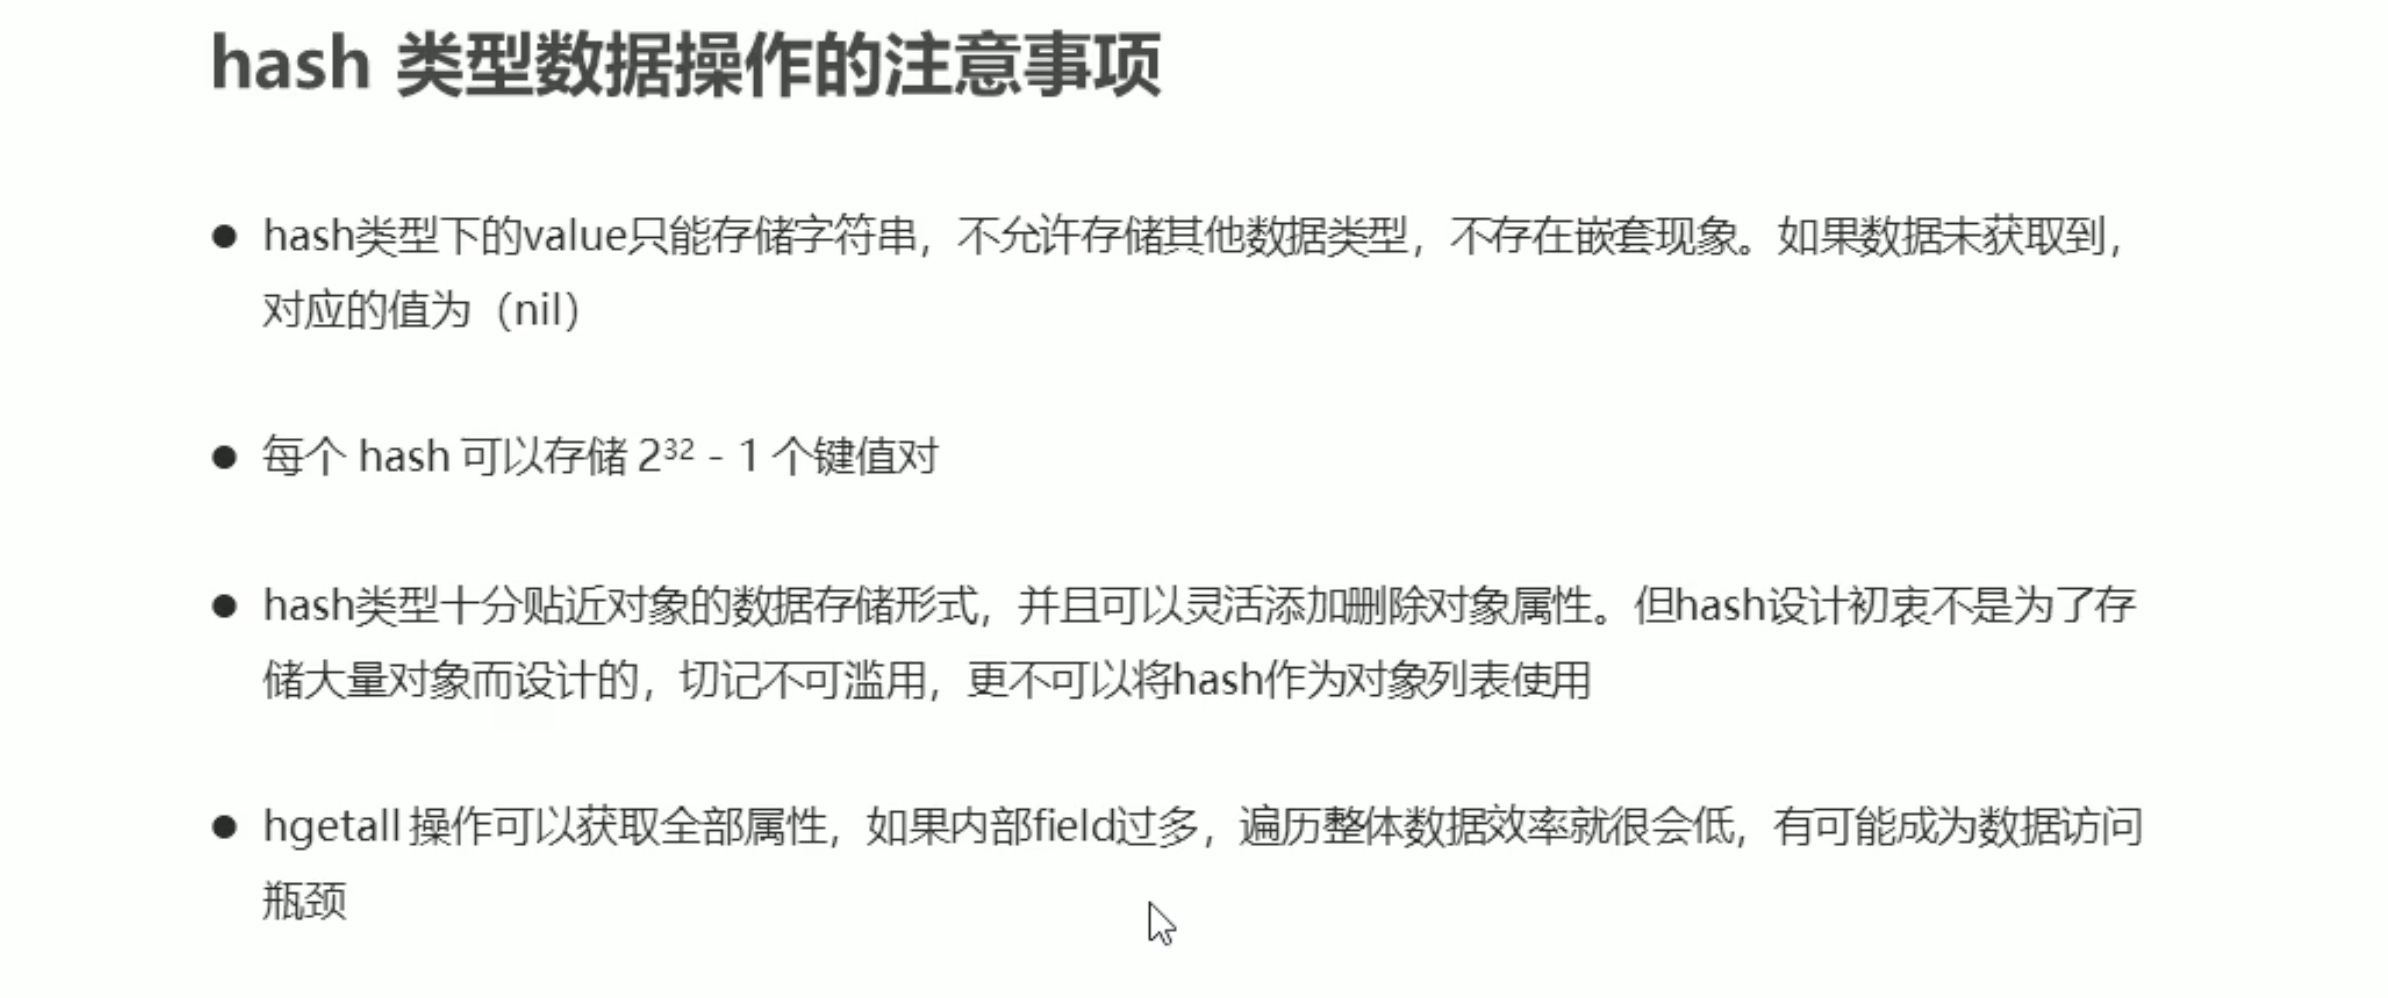 hash 类型数据操作的注意事项
● hash类型下的value只能存储字符串，不允许存储其他数据类型，不存在嵌套现象。如果数据未获取到，
对应的值为（nil）
● 每个 hash 可以存储 2³² - 1 个键值对
● hash类型十分贴近对象的数据存储形式，并且可以灵活添加删除对象属性。但hash设计初衷不是为了存
储大量对象而设计的，切记不可滥用，更不可以将hash作为对象列表使用
● hgetall 操作可以获取全部属性，如果内部field过多，遍历整体数据效率就很会低，有可能成为数据访问
瓶颈